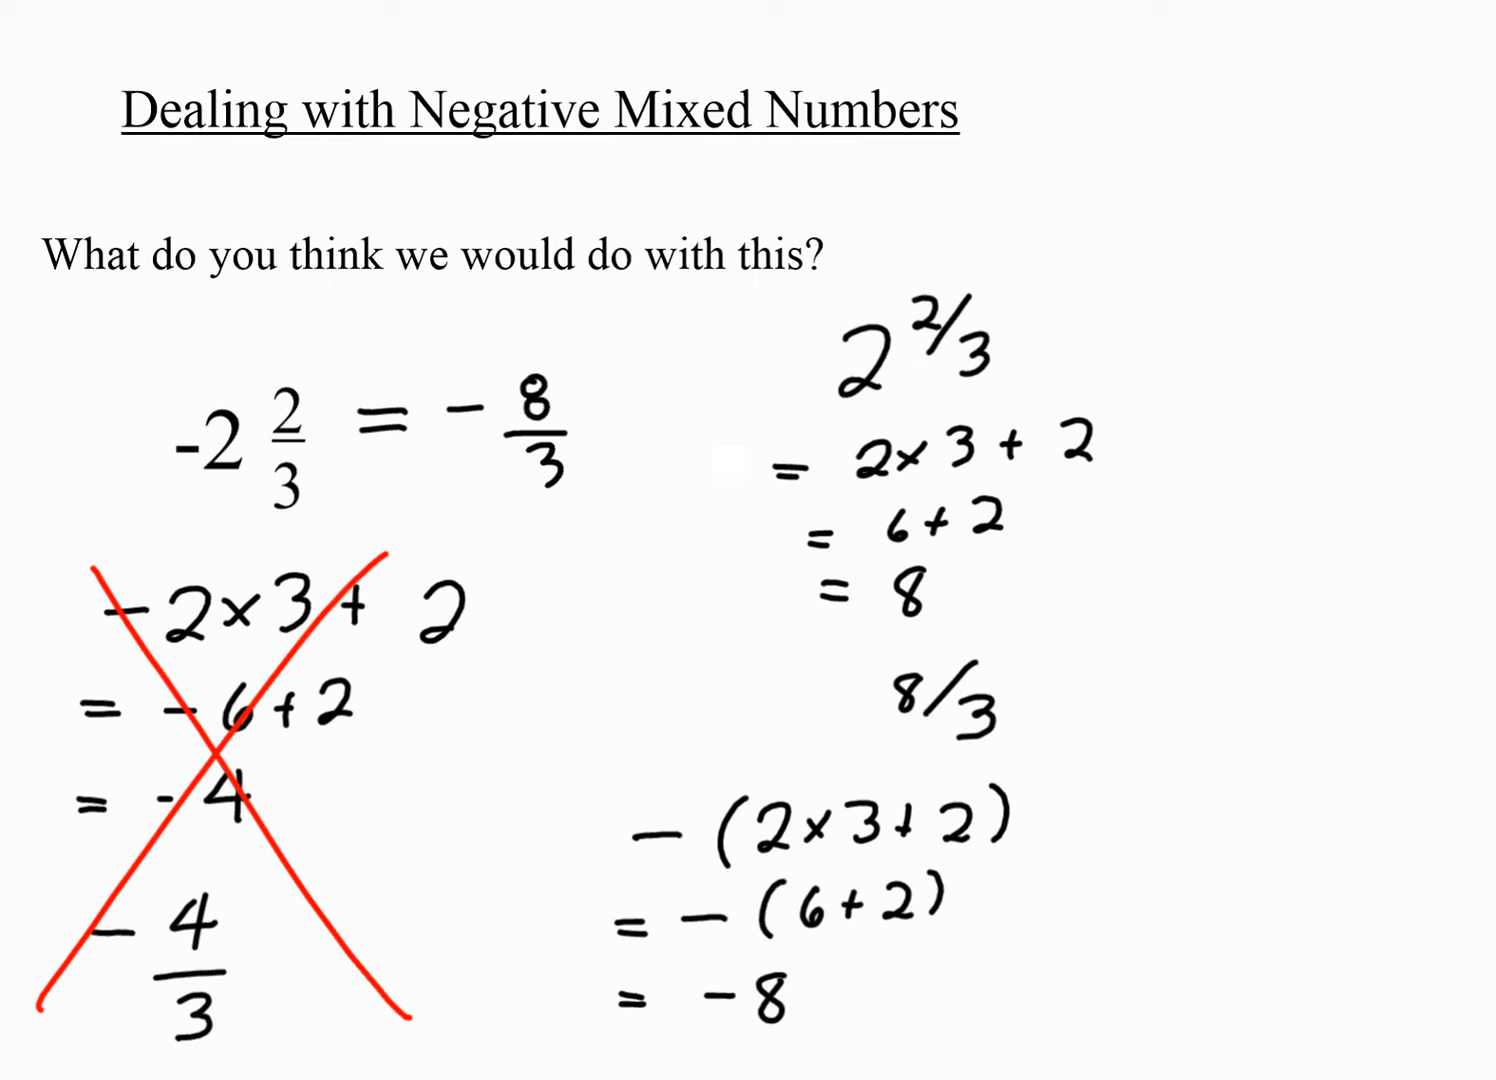 Dealing with Negative Mixed Numbers
What do you think we would do with this?
-2 2/3 = - 8/3
-2×3+ 2
= -6+2
= -4
- 4/3
2 2/3
= 2×3+ 2
= 6+2
= 8
8/3
-(2×3+2)
= -(6+2)
= -8